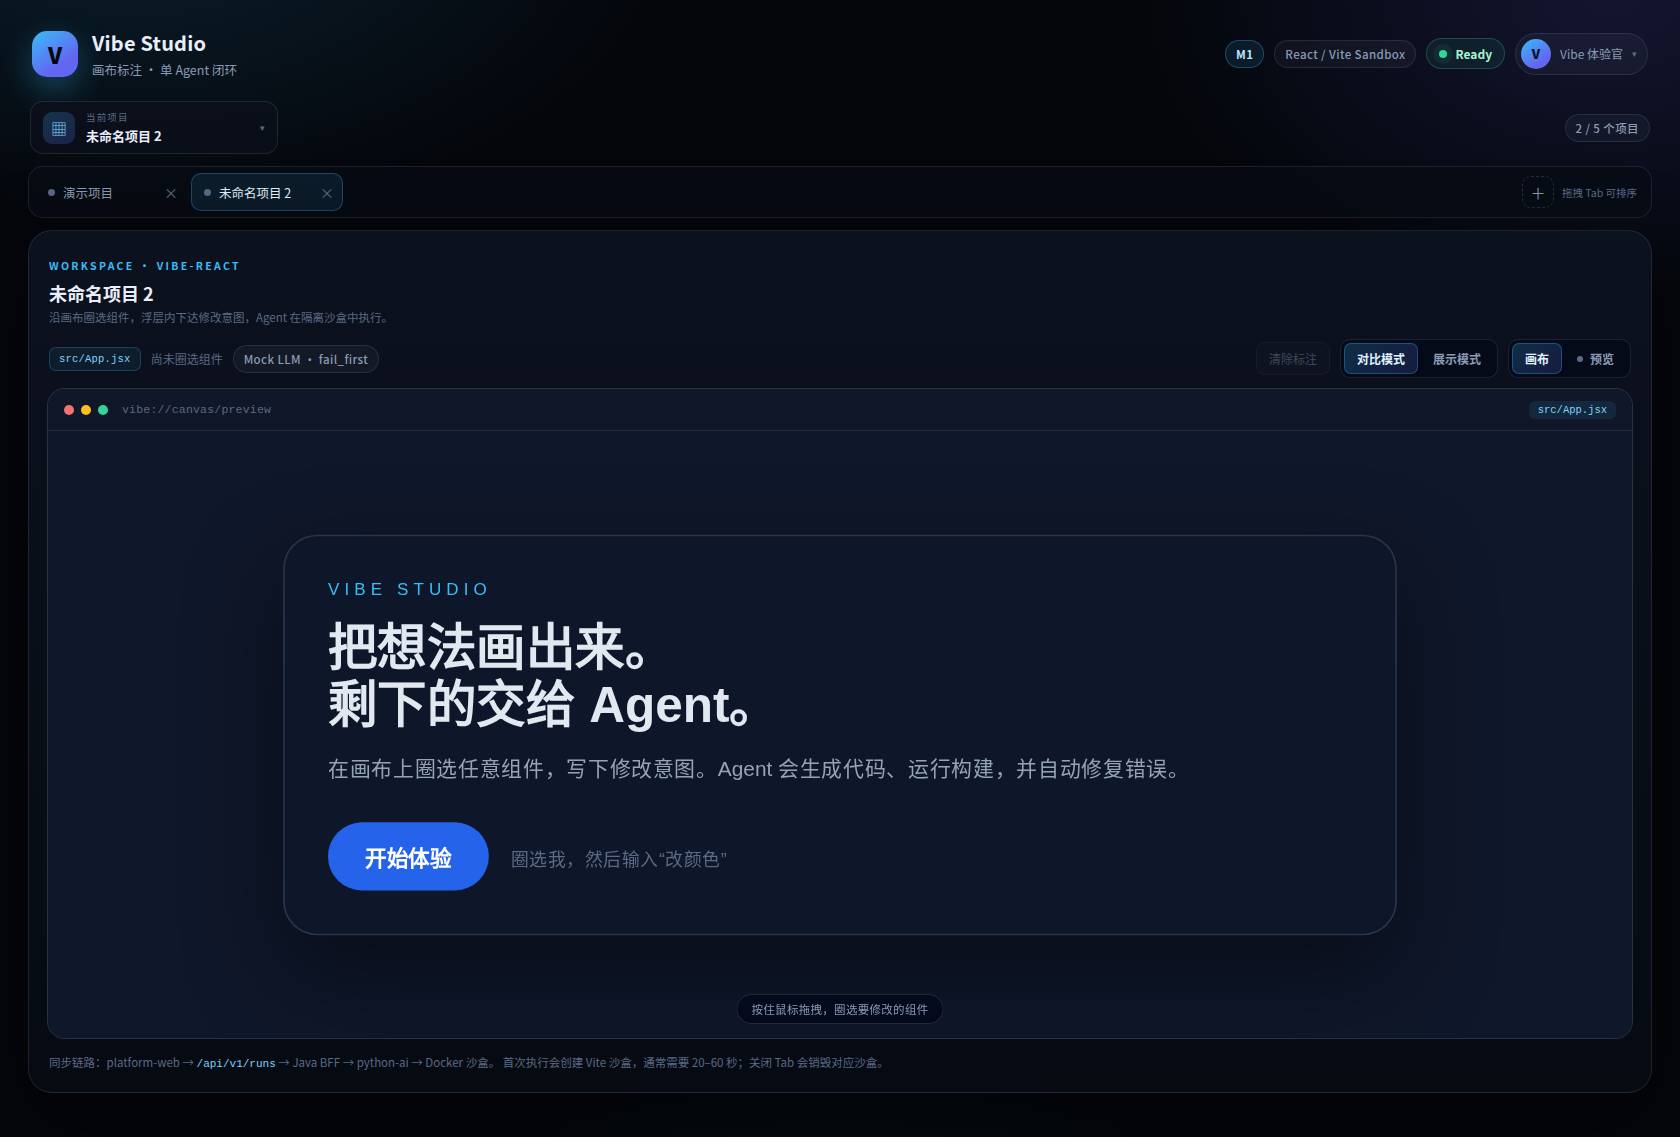 V
Vibe Studio
画布标注 · 单 Agent 闭环
M1
React / Vite Sandbox
Ready
V
Vibe 体验官
当前项目
未命名项目 2
2 / 5 个项目
演示项目
未命名项目 2
拖拽 Tab 可排序
WORKSPACE · VIBE-REACT
未命名项目 2
沿画布圈选组件，浮层内下达修改意图，Agent 在隔离沙盒中执行。
src/App.jsx
尚未圈选组件
Mock LLM · fail_first
清除标注
对比模式
展示模式
画布
预览
vibe://canvas/preview
src/App.jsx
VIBE STUDIO
把想法画出来。
剩下的交给 Agent。
在画布上圈选任意组件，写下修改意图。Agent 会生成代码、运行构建，并自动修复错误。
开始体验
圈选我，然后输入“改颜色”
按住鼠标拖拽，圈选要修改的组件
同步链路：platform-web → /api/v1/runs → Java BFF → python-ai → Docker 沙盒。 首次执行会创建 Vite 沙盒，通常需要 20–60 秒；关闭 Tab 会销毁对应沙盒。